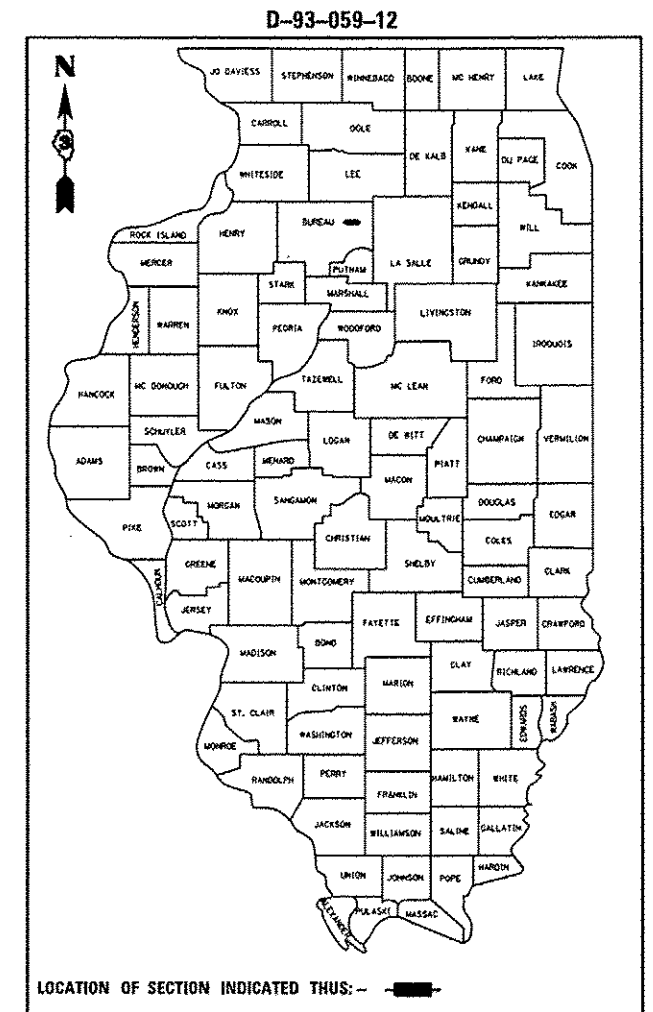 D-93-059-12
N
3
JO DAVIESS STEPHENSON WINNEBAGO BOONE MC HENRY LAKE
CARROLL OGLE DE KALB KANE DU PAGE COOK
WHITESIDE LEE
KENDALL WILL
ROCK ISLAND HENRY BUREAU LA SALLE GRUNDY
MERCER PUTNAM KANKAKEE
STARK MARSHALL
HENDERSON WARREN KNOX PEORIA WOODFORD LIVINGSTON IROQUOIS
HANCOCK MC DONOUGH FULTON TAZEWELL MC LEAN FORD
MASON
SCHUYLER LOGAN DE WITT CHAMPAIGN VERMILION
ADAMS BROWN CASS MENARD MACON PIATT
PIKE SCOTT MORGAN SANGAMON MOULTRIE DOUGLAS EDGAR
CHRISTIAN COLES
CALHOUN GREENE MACOUPIN MONTGOMERY SHELBY CUMBERLAND CLARK
JERSEY
FAYETTE EFFINGHAM JASPER CRAWFORD
MADISON BOND
CLINTON MARION CLAY RICHLAND LAWRENCE
ST. CLAIR WAYNE EDWARDS WABASH
MONROE WASHINGTON JEFFERSON
RANDOLPH PERRY HAMILTON WHITE
FRANKLIN
JACKSON WILLIAMSON SALINE GALLATIN
UNION JOHNSON POPE HARDIN
ALEXANDER PULASKI MASSAC
LOCATION OF SECTION INDICATED THUS: -